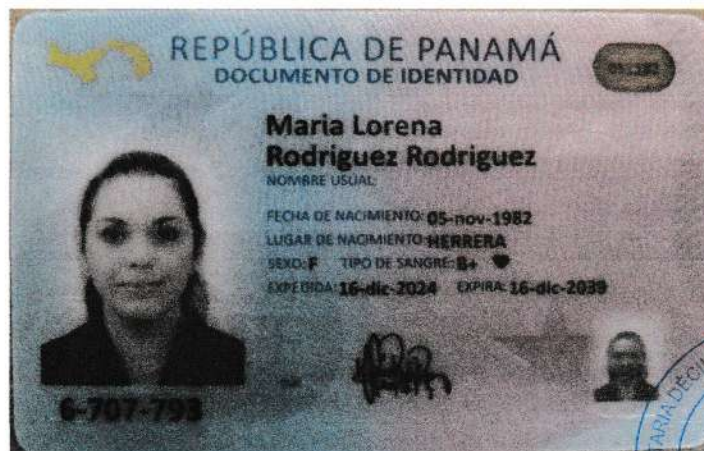 REPÚBLICA DE PANAMÁ
DOCUMENTO DE IDENTIDAD
Maria Lorena
Rodriguez Rodriguez
NOMBRE USUAL:
FECHA DE NACIMIENTO: 05-nov-1982
LUGAR DE NACIMIENTO: HERRERA
SEXO: F TIPO DE SANGRE: B+
EXPEDIDA: 16-dic-2024 EXPIRA: 16-dic-2039
6-707-793